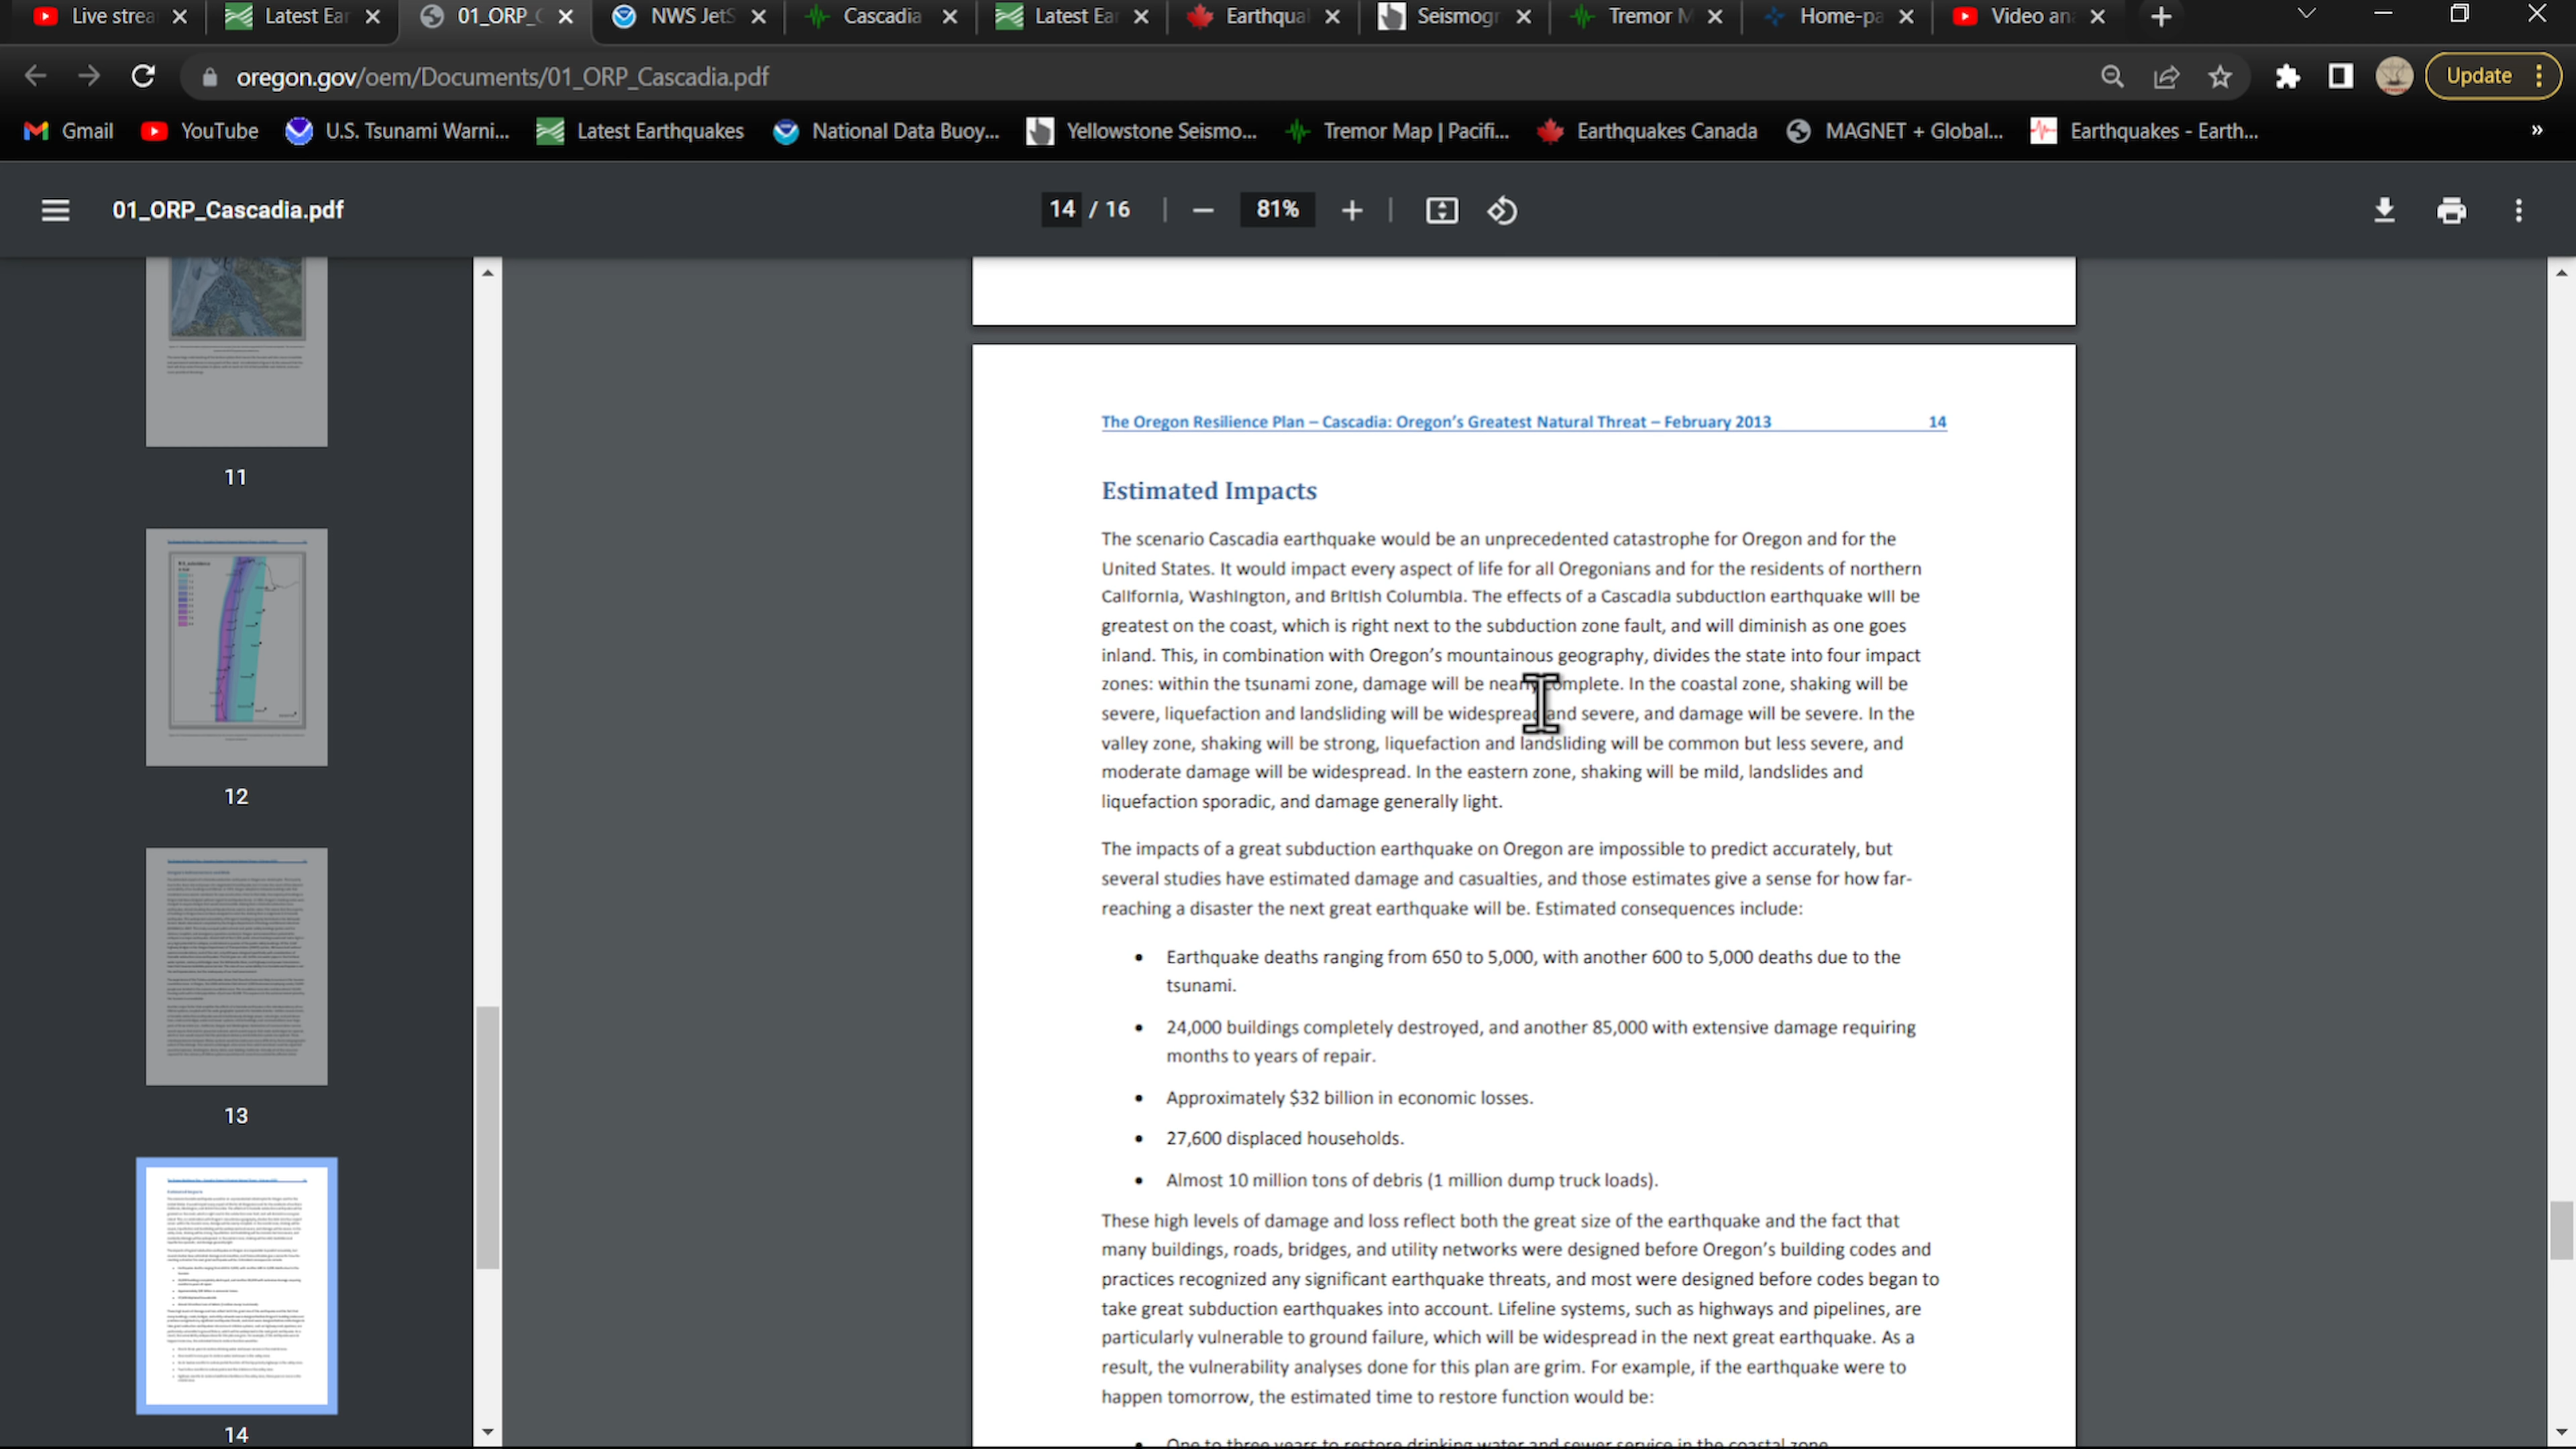 Live strea
Latest Ear
01_ORP_C
NWS JetS
Cascadia
Latest Ear
Earthqual
Seismogr
Tremor M
Home-pa
Video ana
oregon.gov/oem/Documents/01_ORP_Cascadia.pdf
Update
Gmail
YouTube
U.S. Tsunami Warni...
Latest Earthquakes
National Data Buoy...
Yellowstone Seismo...
Tremor Map | Pacifi...
Earthquakes Canada
MAGNET + Global...
Earthquakes - Earth...
»
01_ORP_Cascadia.pdf
14 / 16
81%
11
12
13
14
The Oregon Resilience Plan – Cascadia: Oregon's Greatest Natural Threat – February 2013 14
Estimated Impacts
The scenario Cascadia earthquake would be an unprecedented catastrophe for Oregon and for the
United States. It would impact every aspect of life for all Oregonians and for the residents of northern
California, Washington, and British Columbia. The effects of a Cascadia subduction earthquake will be
greatest on the coast, which is right next to the subduction zone fault, and will diminish as one goes
inland. This, in combination with Oregon's mountainous geography, divides the state into four impact
zones: within the tsunami zone, damage will be nearly complete. In the coastal zone, shaking will be
severe, liquefaction and landsliding will be widespread and severe, and damage will be severe. In the
valley zone, shaking will be strong, liquefaction and landsliding will be common but less severe, and
moderate damage will be widespread. In the eastern zone, shaking will be mild, landslides and
liquefaction sporadic, and damage generally light.
The impacts of a great subduction earthquake on Oregon are impossible to predict accurately, but
several studies have estimated damage and casualties, and those estimates give a sense for how far-
reaching a disaster the next great earthquake will be. Estimated consequences include:
• Earthquake deaths ranging from 650 to 5,000, with another 600 to 5,000 deaths due to the
tsunami.
• 24,000 buildings completely destroyed, and another 85,000 with extensive damage requiring
months to years of repair.
• Approximately $32 billion in economic losses.
• 27,600 displaced households.
• Almost 10 million tons of debris (1 million dump truck loads).
These high levels of damage and loss reflect both the great size of the earthquake and the fact that
many buildings, roads, bridges, and utility networks were designed before Oregon's building codes and
practices recognized any significant earthquake threats, and most were designed before codes began to
take great subduction earthquakes into account. Lifeline systems, such as highways and pipelines, are
particularly vulnerable to ground failure, which will be widespread in the next great earthquake. As a
result, the vulnerability analyses done for this plan are grim. For example, if the earthquake were to
happen tomorrow, the estimated time to restore function would be:
• One to three years to restore drinking water and sewer service in the coastal zone